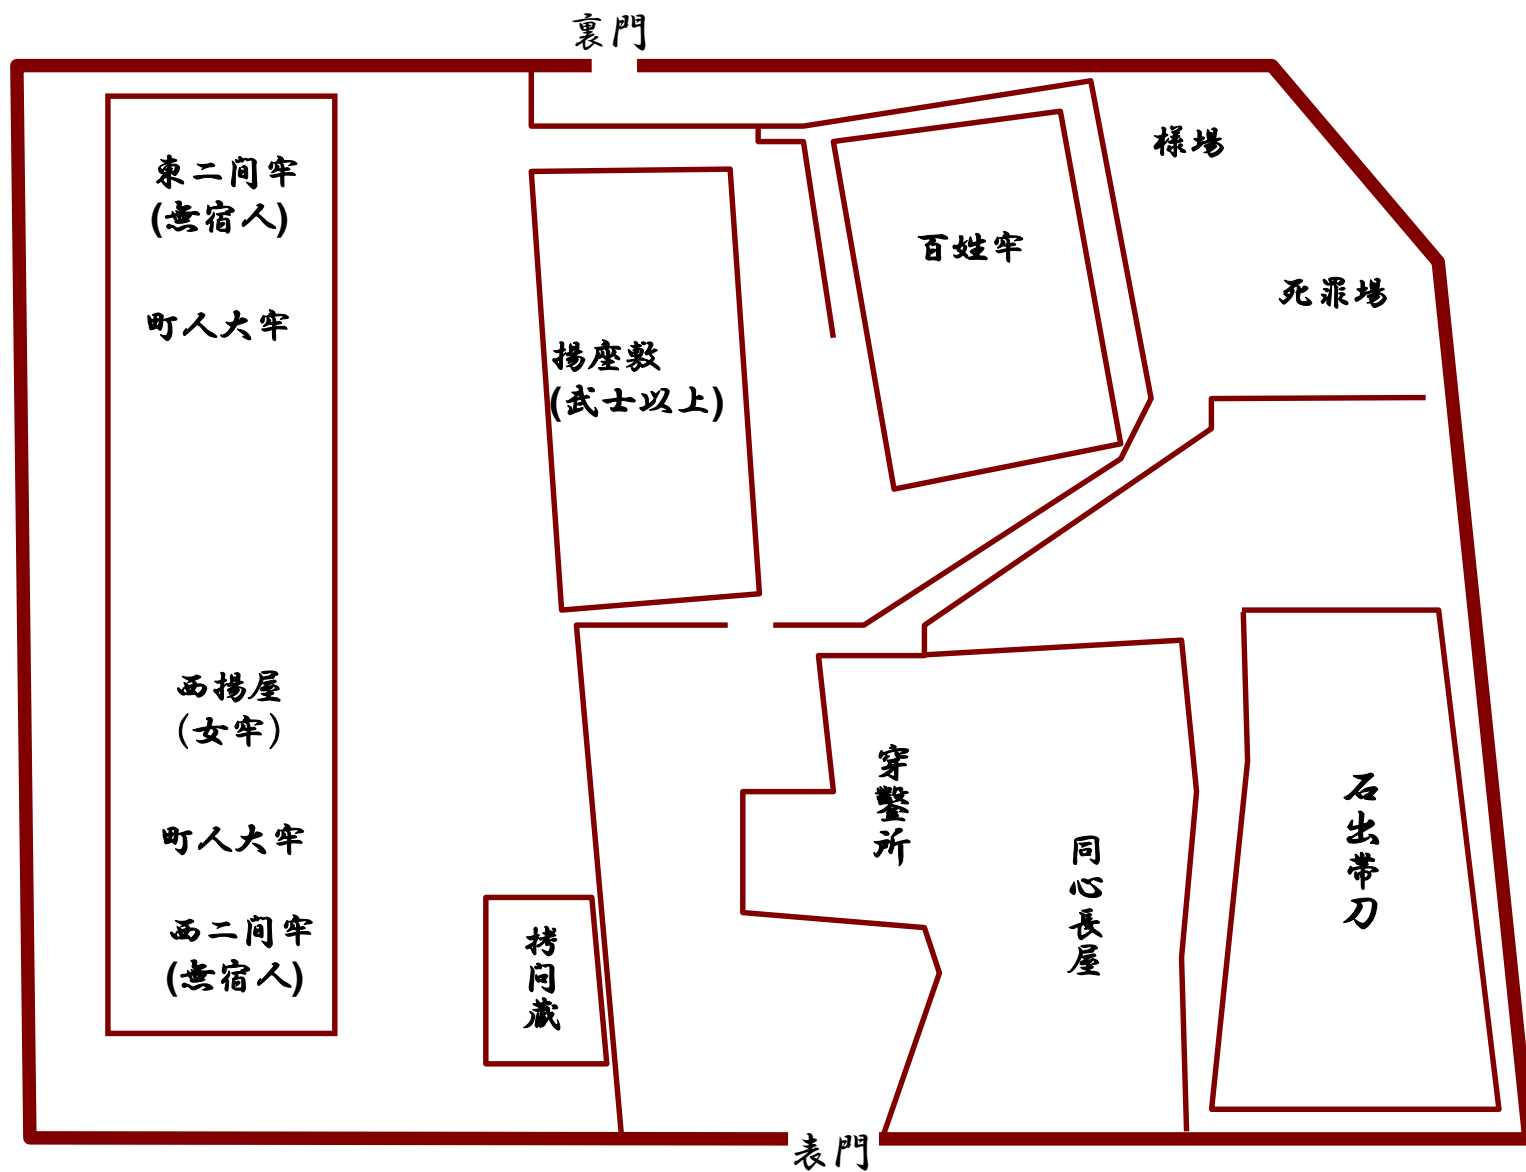 裏門
東二间牢
(無宿人)
町人大牢
様場
百姓牢
死罪場
揚座敷
(武士以上)
西揚屋
(女牢)
町人大牢
西二间牢
(無宿人)
拷问蔵
穿鑿所
同心長屋
石出帯刀
表門